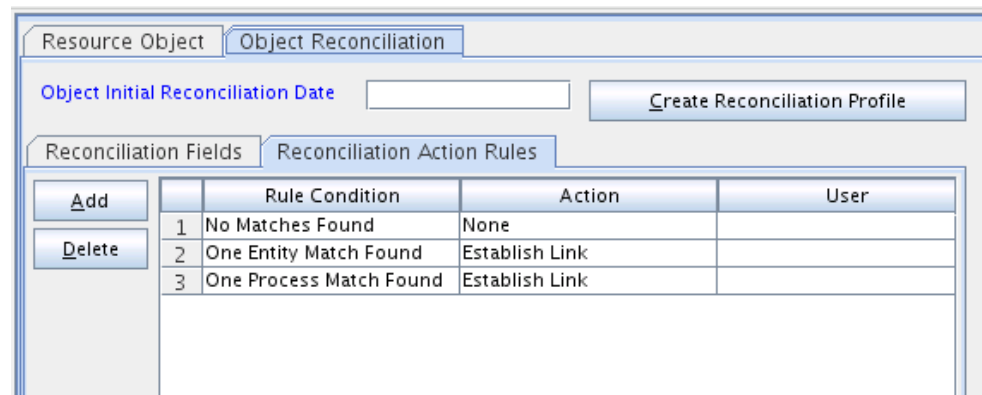 Resource Object Object Reconciliation
Object Initial Reconciliation Date Create Reconciliation Profile
Reconciliation Fields Reconciliation Action Rules
Add Rule Condition Action User
1 No Matches Found None
Delete 2 One Entity Match Found Establish Link
3 One Process Match Found Establish Link